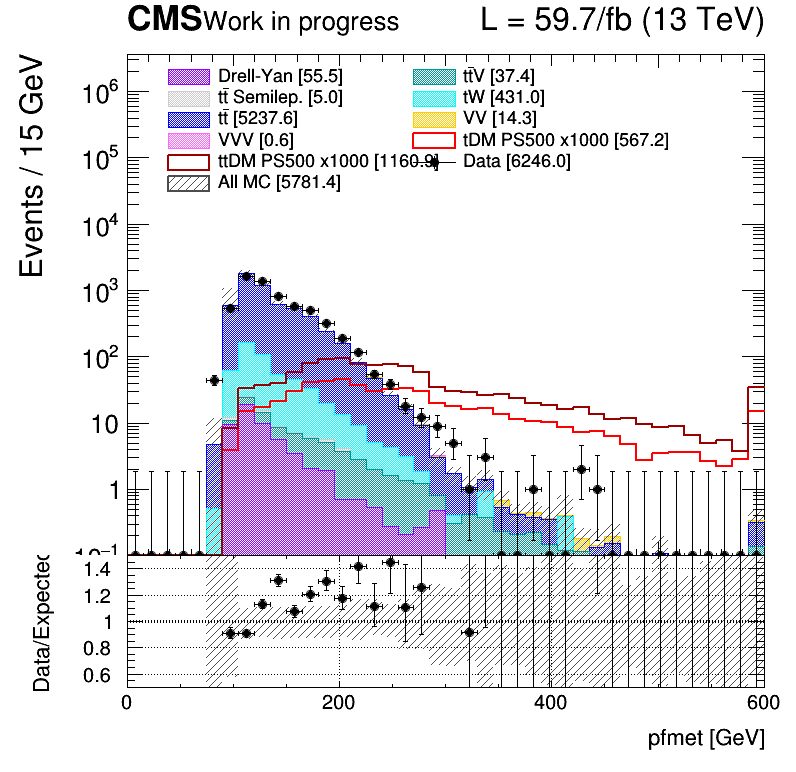 CMS Work in progress L = 59.7/fb (13 TeV)
Events / 15 GeV
Drell-Yan [55.5] tt̄V [37.4]
tt̄ Semilep. [5.0] tW [431.0]
tt̄ [5237.6] VV [14.3]
VVV [0.6] tDM PS500 x1000 [567.2]
ttDM PS500 x1000 [1160.9] Data [6246.0]
All MC [5781.4]
10⁶
10⁵
10⁴
10³
10²
10
1
10⁻¹
Data/Expected
1.4
1.2
1
0.8
0.6
0 200 400 600
pfmet [GeV]